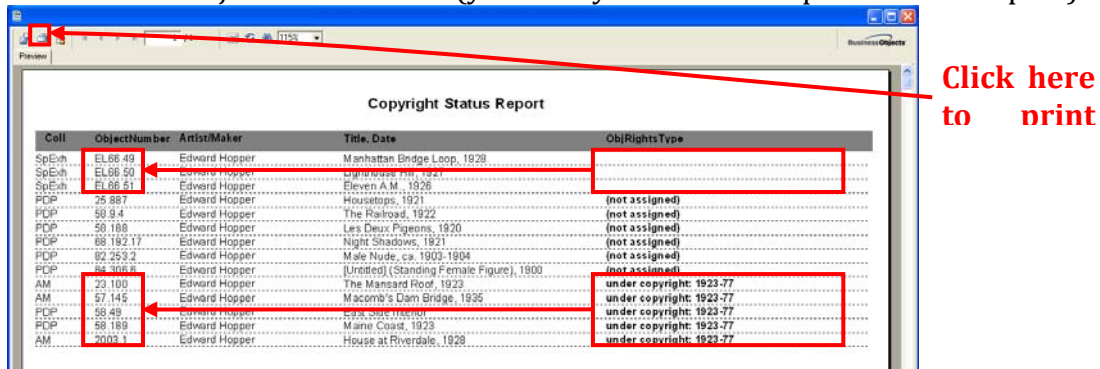 115%
BusinessObjects
Preview
Click here
to print
Copyright Status Report
Coll ObjectNumber Artist/Maker Title, Date ObjRightsType
SpExh EL66.49 Edward Hopper Manhattan Bridge Loop, 1928
SpExh EL66.50 Edward Hopper Lighthouse Hill, 1927
SpExh EL66.51 Edward Hopper Eleven A.M., 1926
PDP 25.887 Edward Hopper Housetops, 1921 (not assigned)
PDP 58.9.4 Edward Hopper The Railroad, 1922 (not assigned)
PDP 58.188 Edward Hopper Les Deux Pigeons, 1920 (not assigned)
PDP 68.192.17 Edward Hopper Night Shadows, 1921 (not assigned)
PDP 82.253.2 Edward Hopper Male Nude, ca. 1903-1904 (not assigned)
PDP 84.306.6 Edward Hopper [Untitled] (Standing Female Figure), 1900 (not assigned)
AM 23.100 Edward Hopper The Mansard Roof, 1923 under copyright: 1923-77
AM 57.145 Edward Hopper Macomb's Dam Bridge, 1935 under copyright: 1923-77
PDP 58.49 Edward Hopper East Side Interior under copyright: 1923-77
PDP 58.189 Edward Hopper Maine Coast, 1923 under copyright: 1923-77
AM 2003.1 Edward Hopper House at Riverdale, 1928 under copyright: 1923-77